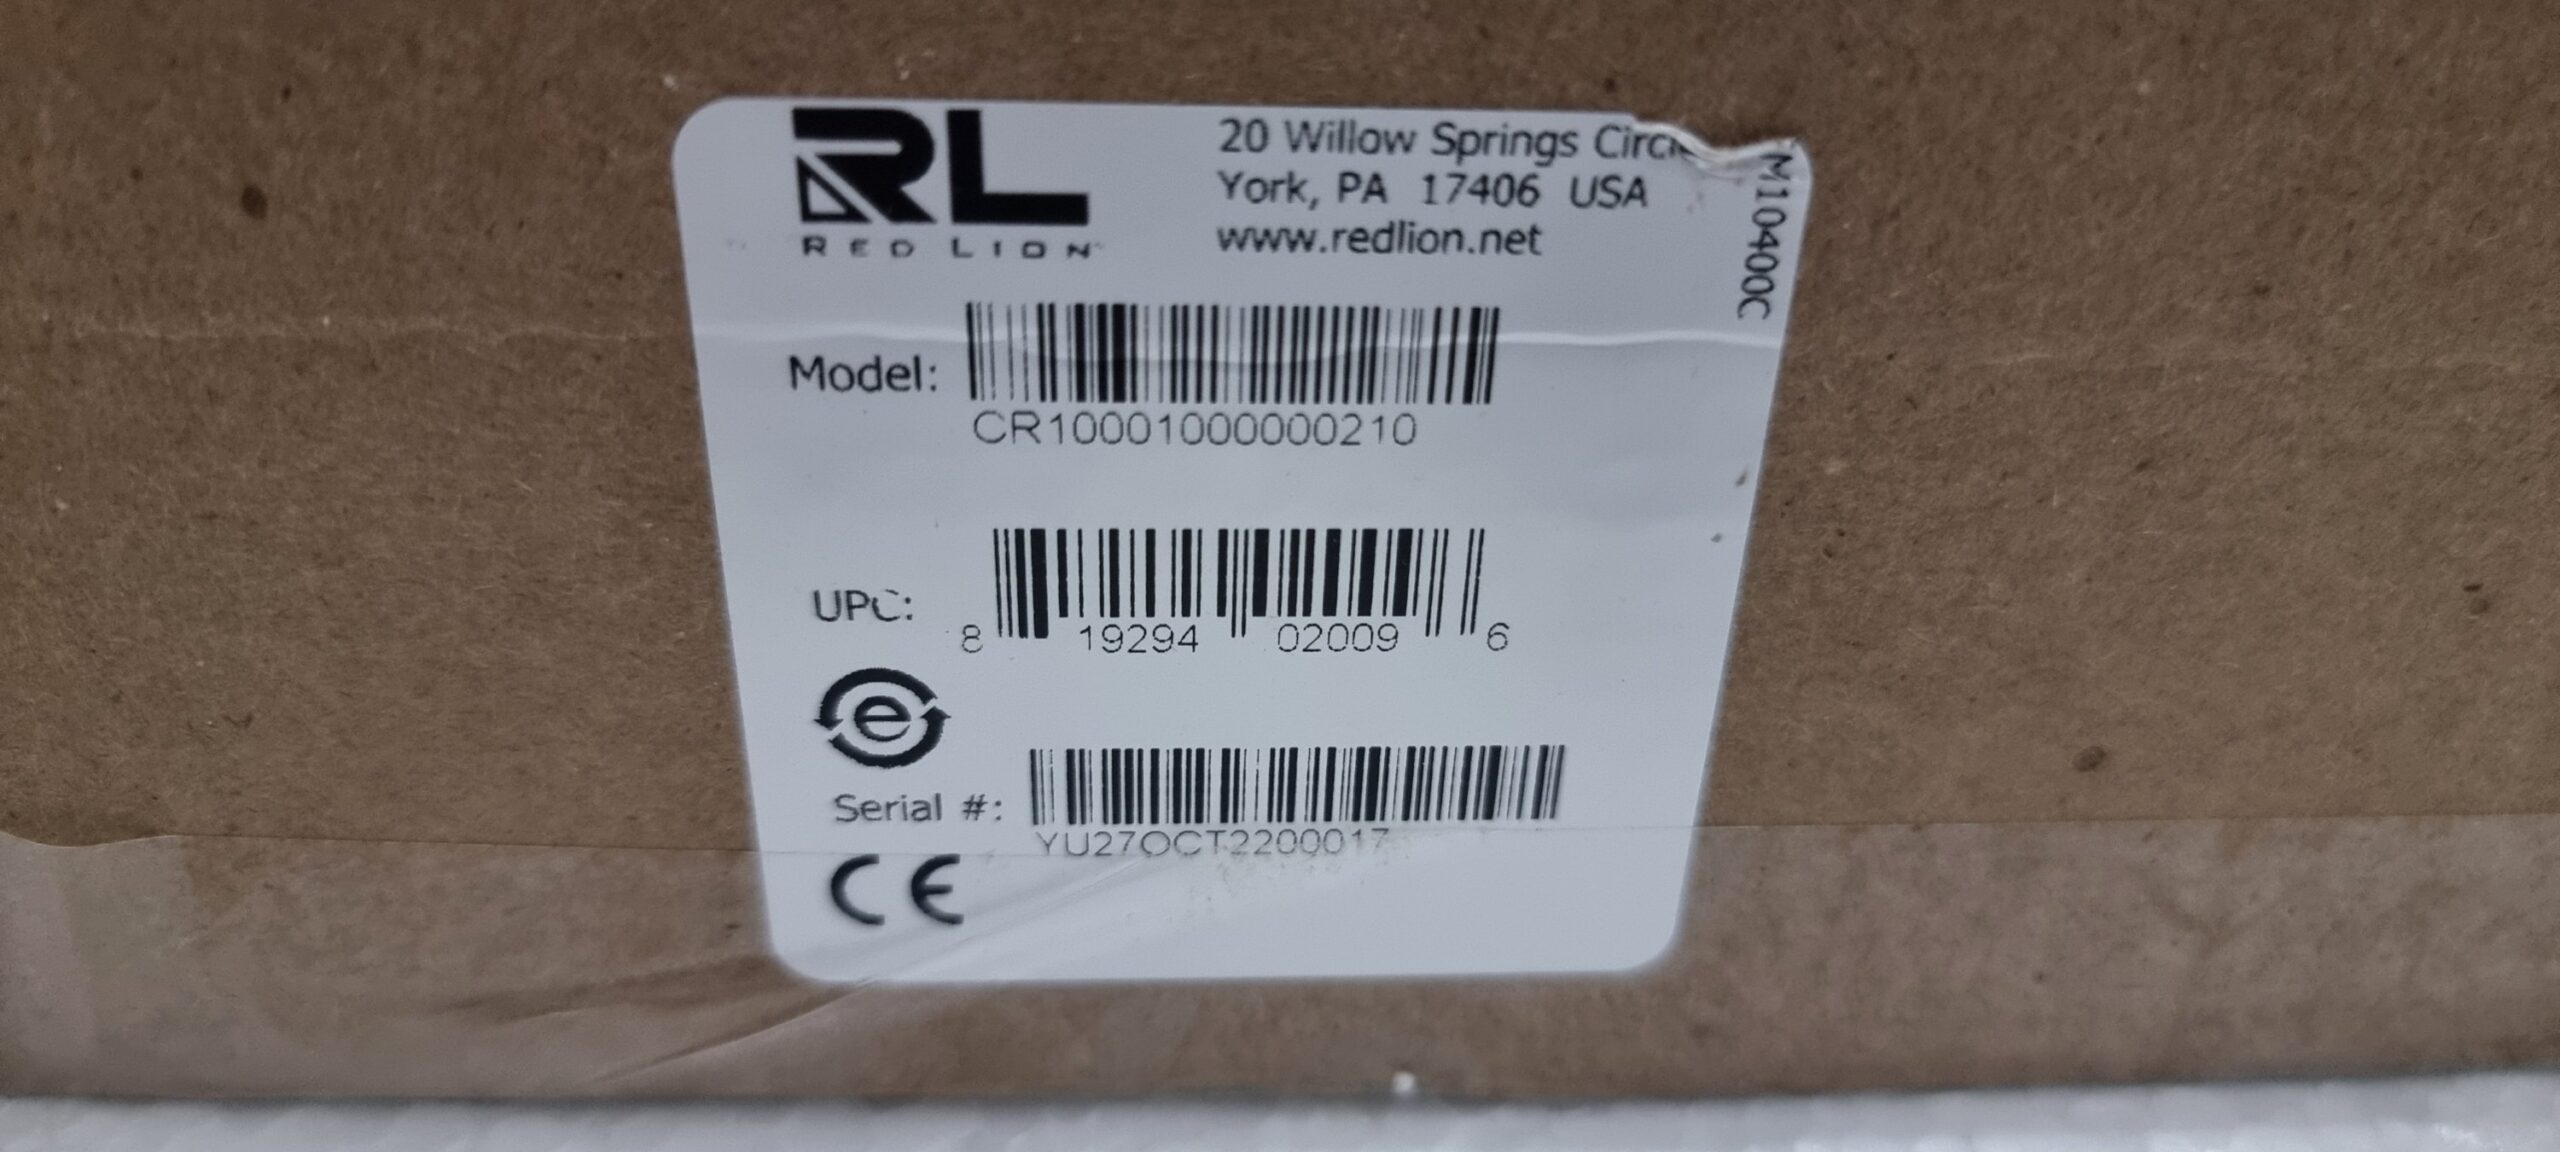 RL
RED LION
20 Willow Springs Circle
York, PA 17406 USA
www.redlion.net
M10400C
Model:
CR10001000000210
UPC:
8 19294 02009 6
e
Serial #:
YU27OCT2200017
CE